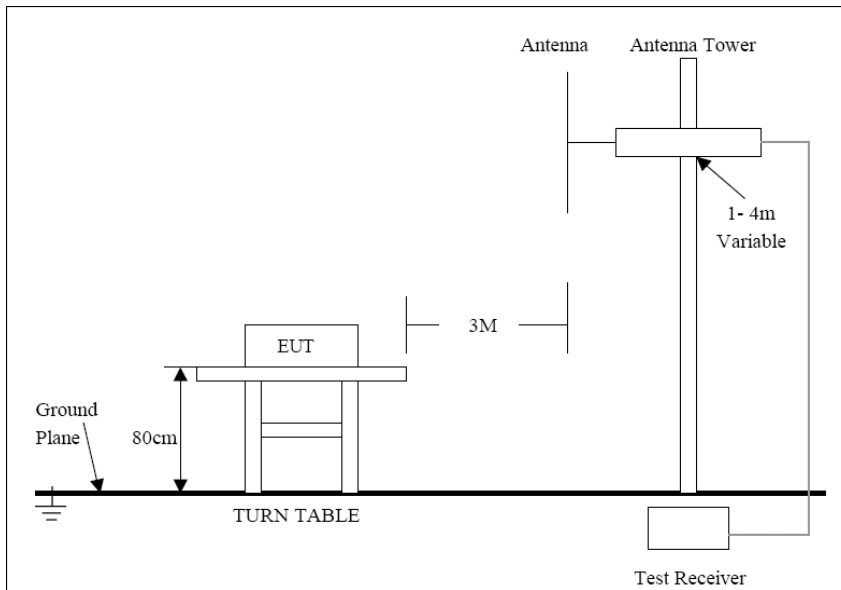 Antenna
Antenna Tower
1- 4m
Variable
3M
EUT
Ground
Plane
80cm
TURN TABLE
Test Receiver